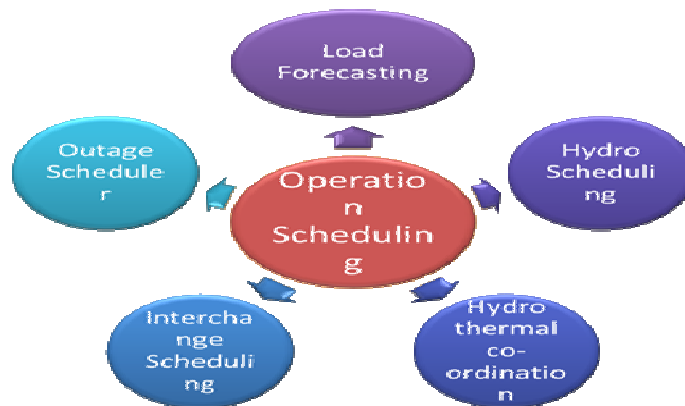 Load
Forecasting
Outage
Schedule
r
Hydro
Scheduli
ng
Operatio
n
Schedulin
g
Intercha
nge
Scheduli
ng
Hydro
thermal
co-
ordinatio
n